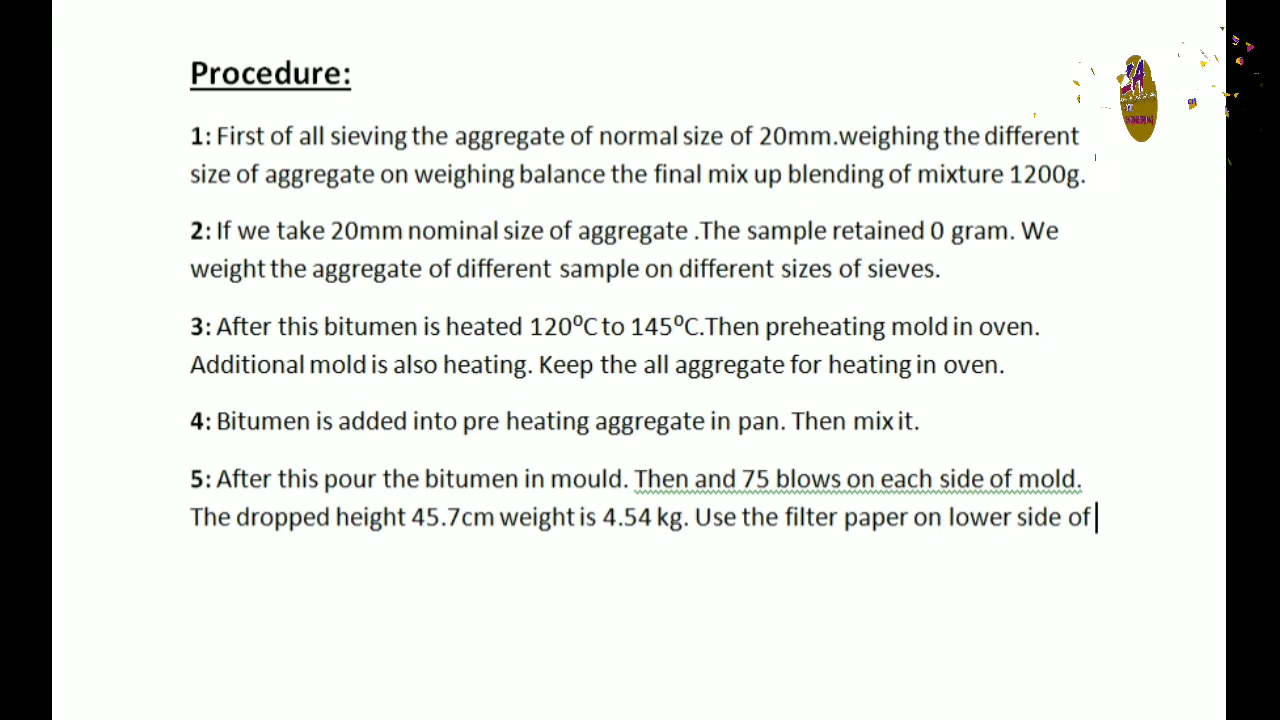 Procedure:
1: First of all sieving the aggregate of normal size of 20mm.weighing the different
size of aggregate on weighing balance the final mix up blending of mixture 1200g.
2: If we take 20mm nominal size of aggregate .The sample retained 0 gram. We
weight the aggregate of different sample on different sizes of sieves.
3: After this bitumen is heated 120⁰C to 145⁰C.Then preheating mold in oven.
Additional mold is also heating. Keep the all aggregate for heating in oven.
4: Bitumen is added into pre heating aggregate in pan. Then mix it.
5: After this pour the bitumen in mould. Then and 75 blows on each side of mold.
The dropped height 45.7cm weight is 4.54 kg. Use the filter paper on lower side of